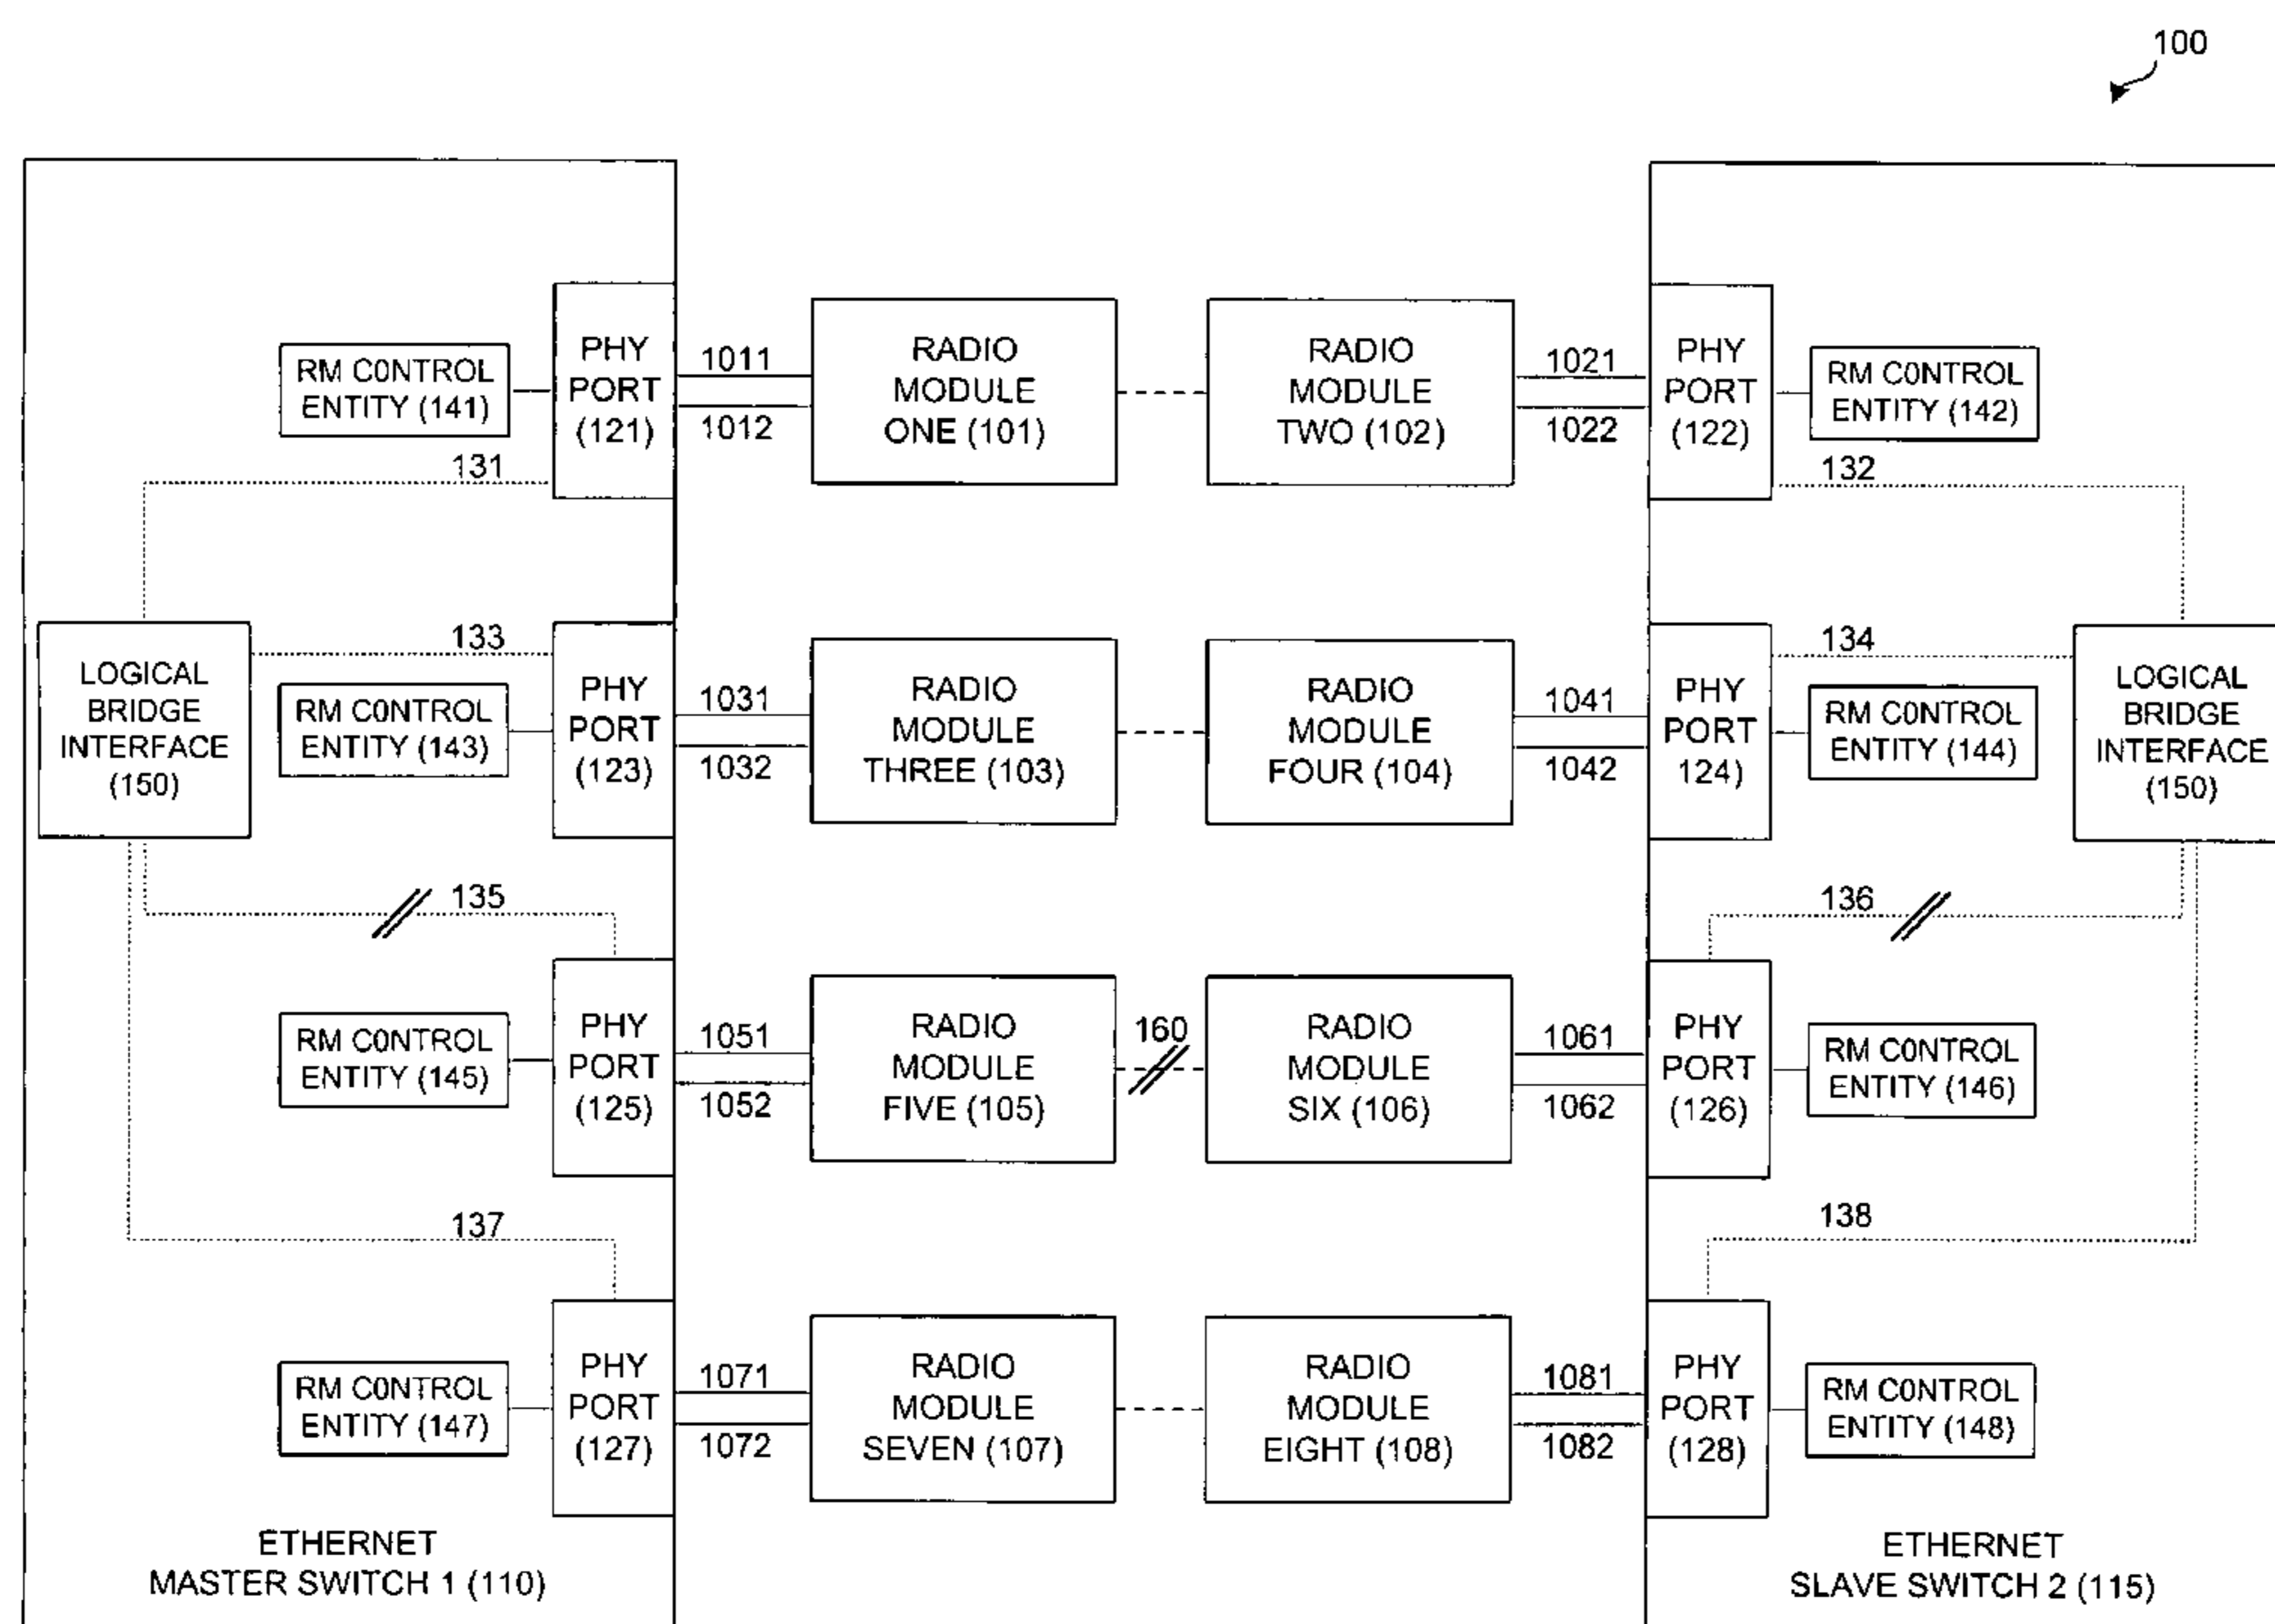 100
RM CONTROL
ENTITY (141)
PHY
PORT
(121)
1011
1012
RADIO
MODULE
ONE (101)
RADIO
MODULE
TWO (102)
1021
1022
PHY
PORT
(122)
RM CONTROL
ENTITY (142)
131
132
LOGICAL
BRIDGE
INTERFACE
(150)
133
RM CONTROL
ENTITY (143)
PHY
PORT
(123)
1031
1032
RADIO
MODULE
THREE (103)
RADIO
MODULE
FOUR (104)
1041
1042
PHY
PORT
124)
134
RM CONTROL
ENTITY (144)
LOGICAL
BRIDGE
INTERFACE
(150)
135
136
RM CONTROL
ENTITY (145)
PHY
PORT
(125)
1051
1052
RADIO
MODULE
FIVE (105)
160
RADIO
MODULE
SIX (106)
1061
1062
PHY
PORT
(126)
RM CONTROL
ENTITY (146)
137
138
RM CONTROL
ENTITY (147)
PHY
PORT
(127)
1071
1072
RADIO
MODULE
SEVEN (107)
RADIO
MODULE
EIGHT (108)
1081
1082
PHY
PORT
(128)
RM CONTROL
ENTITY (148)
ETHERNET
MASTER SWITCH 1 (110)
ETHERNET
SLAVE SWITCH 2 (115)